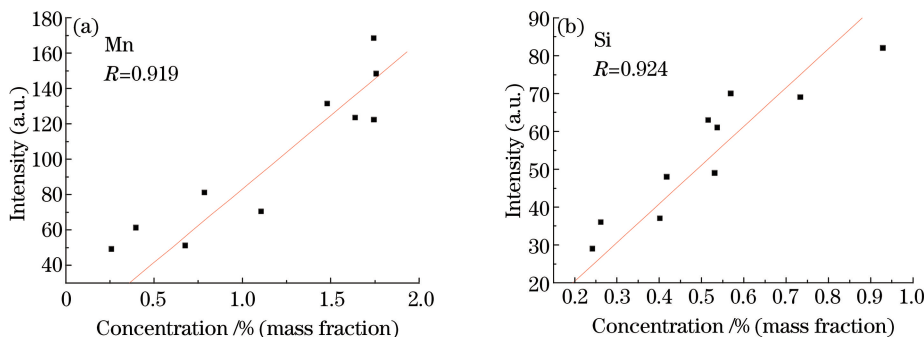 (a)
Mn
R=0.919
180
160
140
120
100
80
60
40
Intensity (a.u.)
0 0.5 1.0 1.5 2.0
Concentration /% (mass fraction)
(b)
Si
R=0.924
90
80
70
60
50
40
30
20
Intensity (a.u.)
0.2 0.3 0.4 0.5 0.6 0.7 0.8 0.9 1.0
Concentration /% (mass fraction)